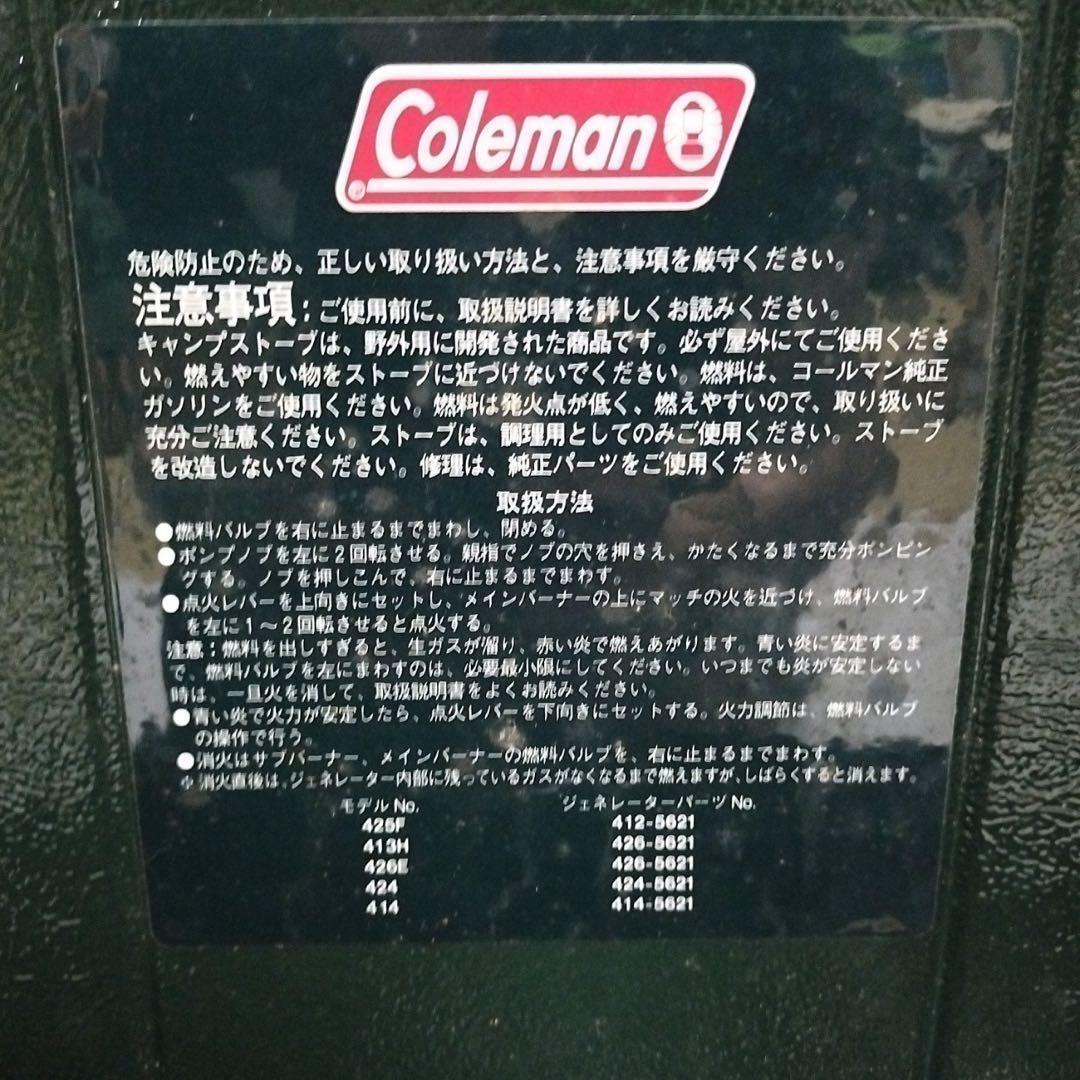 Coleman
危険防止のため、正しい取り扱い方法と、注意事項を厳守ください。
注意事項：ご使用前に、取扱説明書を詳しくお読みください。
キャンプストーブは、野外用に開発された商品です。必ず屋外にてご使用くださ
い。燃えやすい物をストーブに近づけないでください。燃料は、コールマン純正
ガソリンをご使用ください。燃料は発火点が低く、燃えやすいので、取り扱いに
充分ご注意ください。ストーブは、調理用としてのみご使用ください。ストーブ
を改造しないでください。修理は、純正パーツをご使用ください。
取扱方法
●燃料バルブを右に止まるまでまわし、閉める。
●ポンプノブを左に2回転させる。親指でノブの穴を押さえ、かたくなるまで充分ポンピン
グする。ノブを押しこんで、右に止まるまでまわす。
●点火レバーを上向きにセットし、メインバーナーの上にマッチの火を近づけ、燃料バルブ
を左に1～2回転させると点火する。
注意：燃料を出しすぎると、生ガスが溜り、赤い炎で燃えあがります。青い炎に安定するま
で、燃料バルブを左にまわすのは、必要最小限にしてください。いつまでも炎が安定しない
時は、一旦火を消して、取扱説明書をよくお読みください。
●青い炎で火力が安定したら、点火レバーを下向きにセットする。火力調節は、燃料バルブ
の操作で行う。
●消火はサブバーナー、メインバーナーの燃料バルブを、右に止まるまでまわす。
※消火直後は、ジェネレーター内部に残っているガスがなくなるまで燃えますが、しばらくすると消えます。
モデルNo. ジェネレーターパーツNo.
425F 412-5621
413H 426-5621
426E 426-5621
424 424-5621
414 414-5621